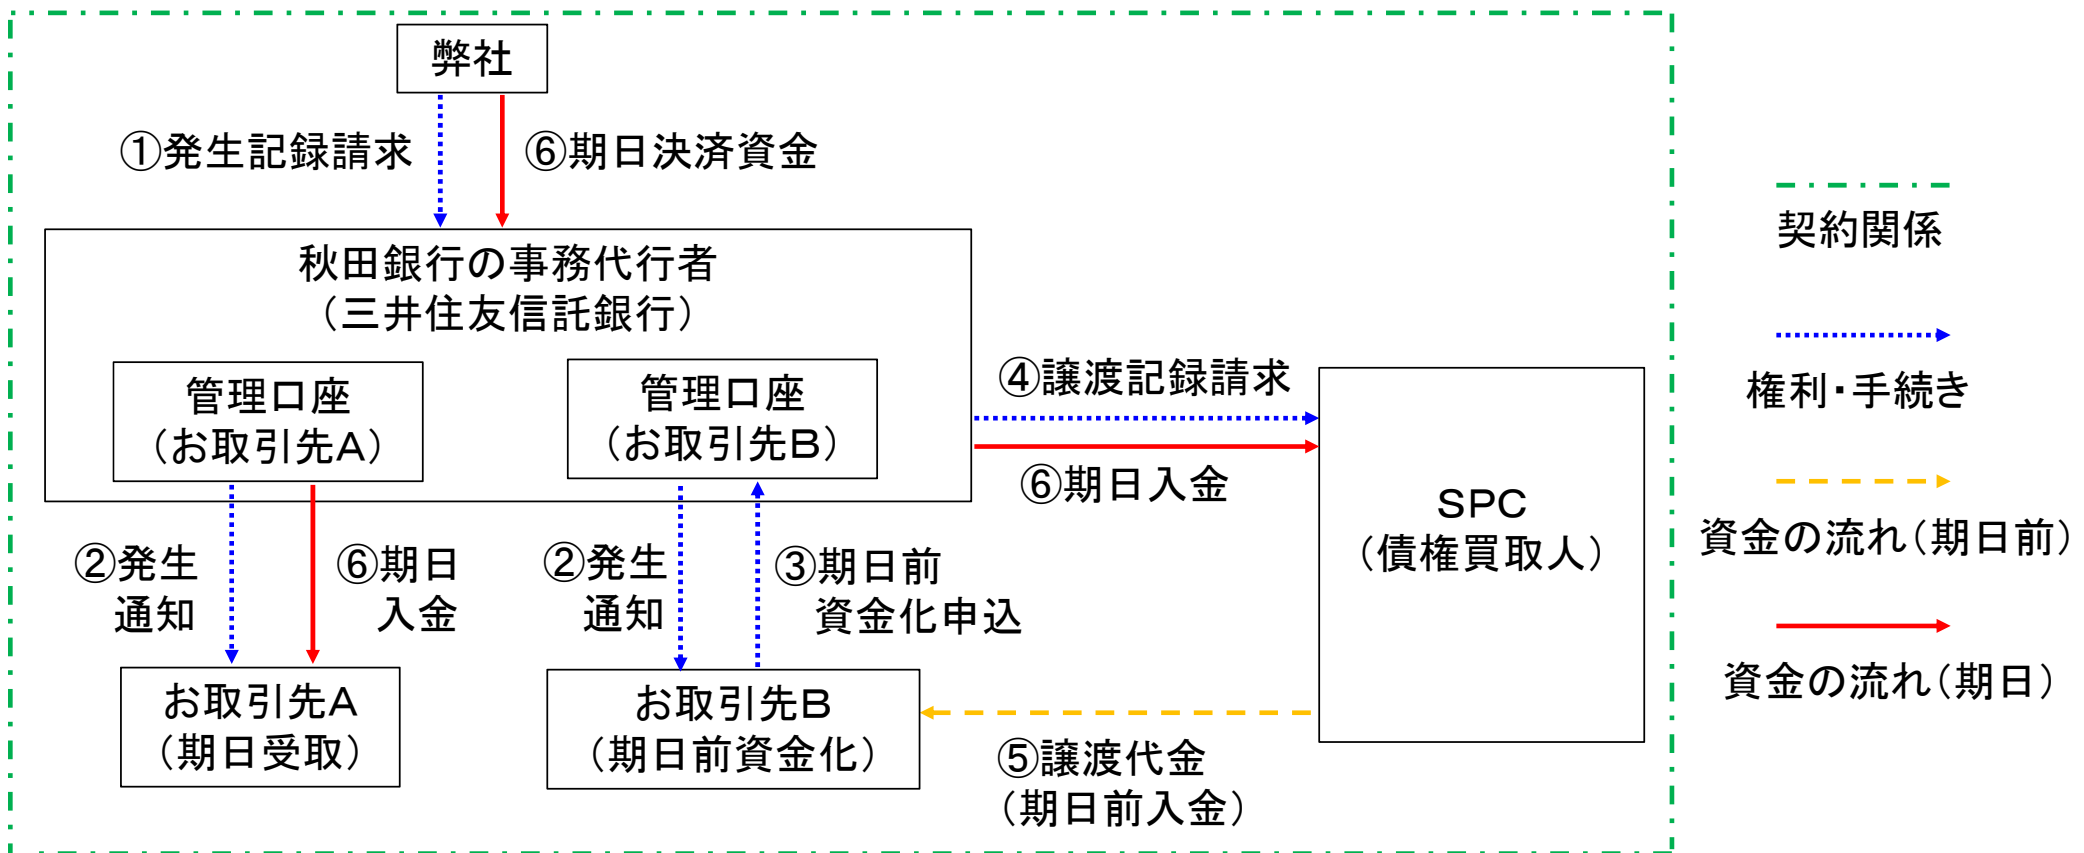 弊社
①発生記録請求
⑥期日決済資金
秋田銀行の事務代行者
（三井住友信託銀行）
管理口座
（お取引先Ａ）
管理口座
（お取引先Ｂ）
④譲渡記録請求
⑥期日入金
ＳＰＣ
（債権買取人）
②発生
通知
⑥期日
入金
②発生
通知
③期日前
資金化申込
お取引先Ａ
（期日受取）
お取引先Ｂ
（期日前資金化）
⑤譲渡代金
（期日前入金）
契約関係
権利・手続き
資金の流れ（期日前）
資金の流れ（期日）